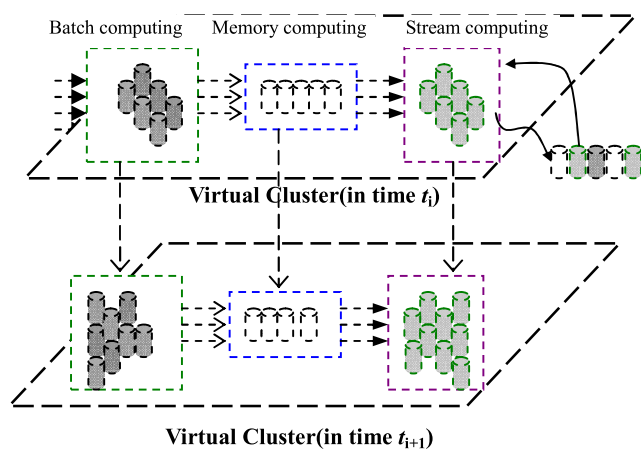 Batch computing Memory computing Stream computing
Virtual Cluster(in time tᵢ)
Virtual Cluster(in time tᵢ₊₁)